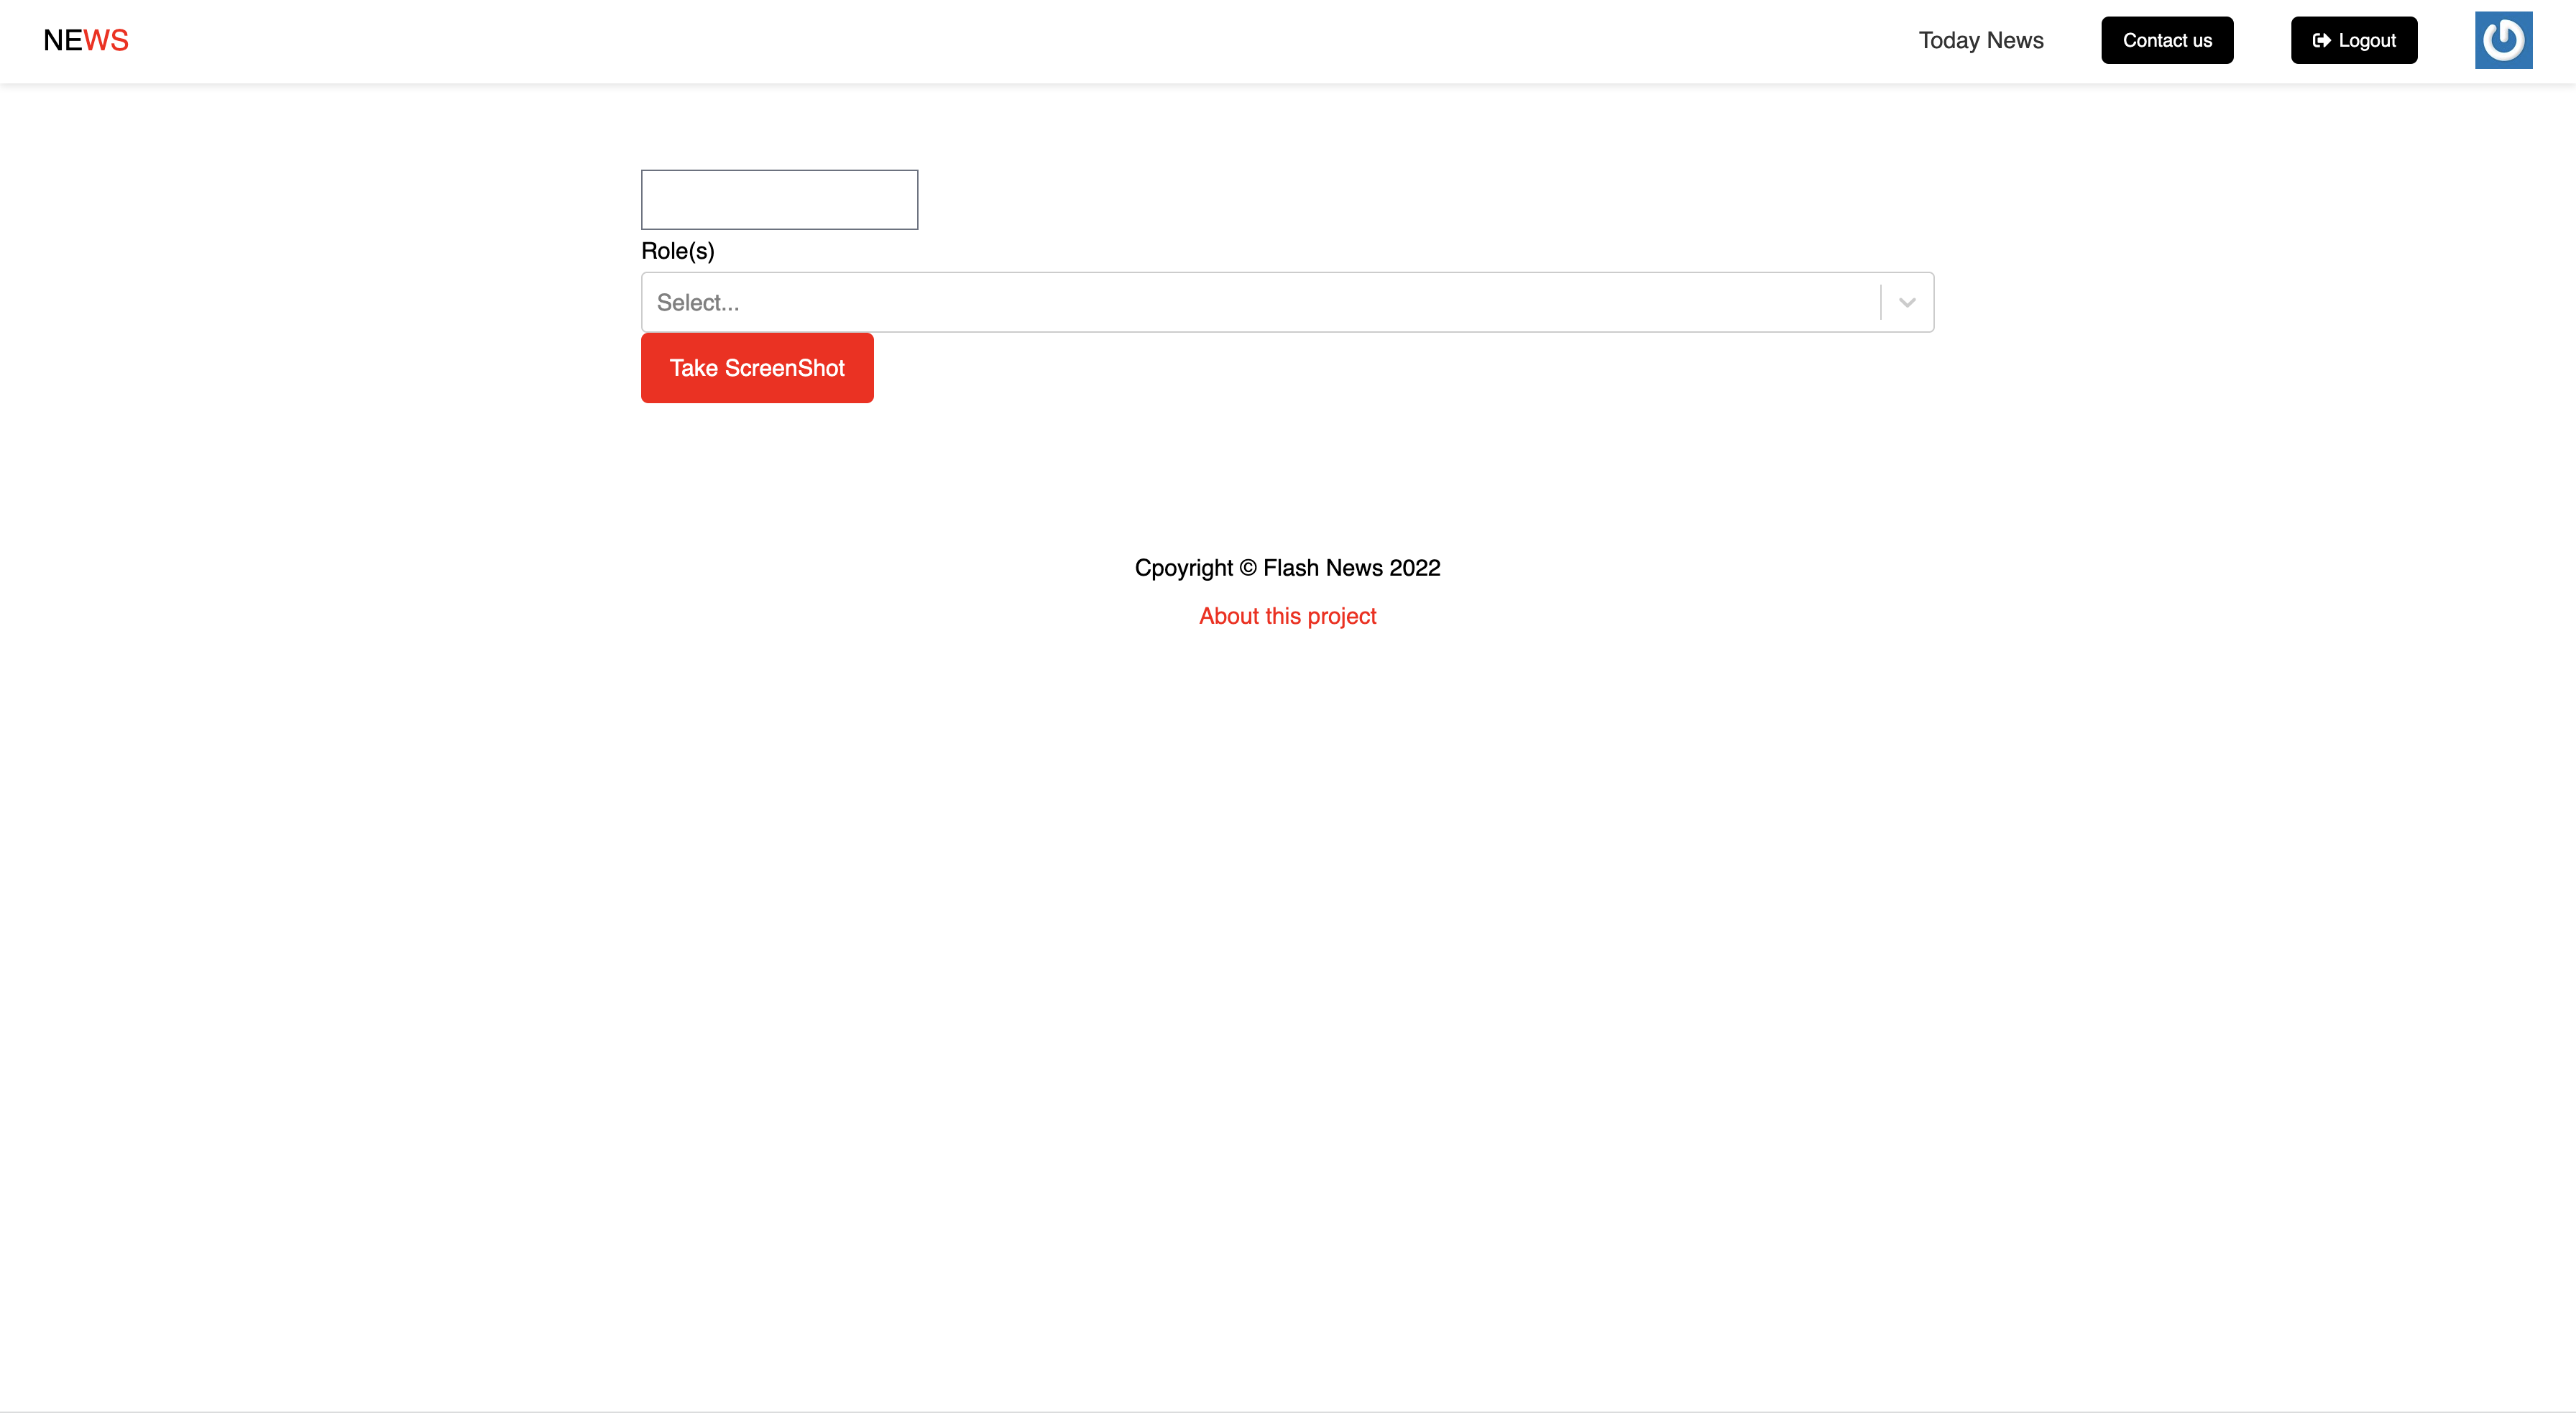 NEWS
Today News
Contact us
Logout
Role(s)
Select...
Take ScreenShot
Cpoyright © Flash News 2022
About this project